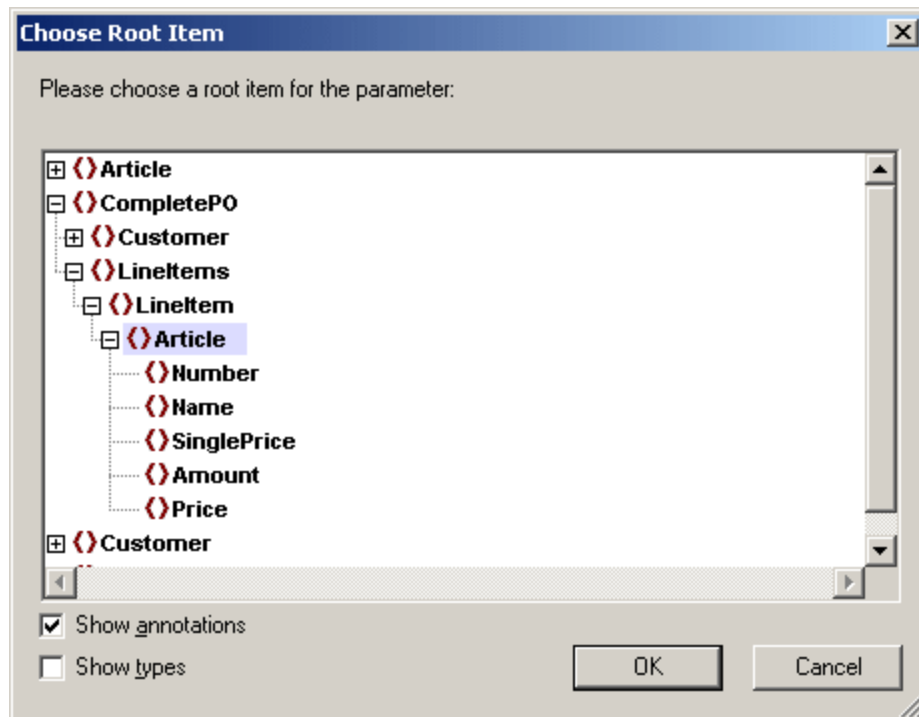 Choose Root Item
Please choose a root item for the parameter:
Article
CompletePO
Customer
LineItems
LineItem
Article
Number
Name
SinglePrice
Amount
Price
Customer
Show annotations
Show types
OK Cancel